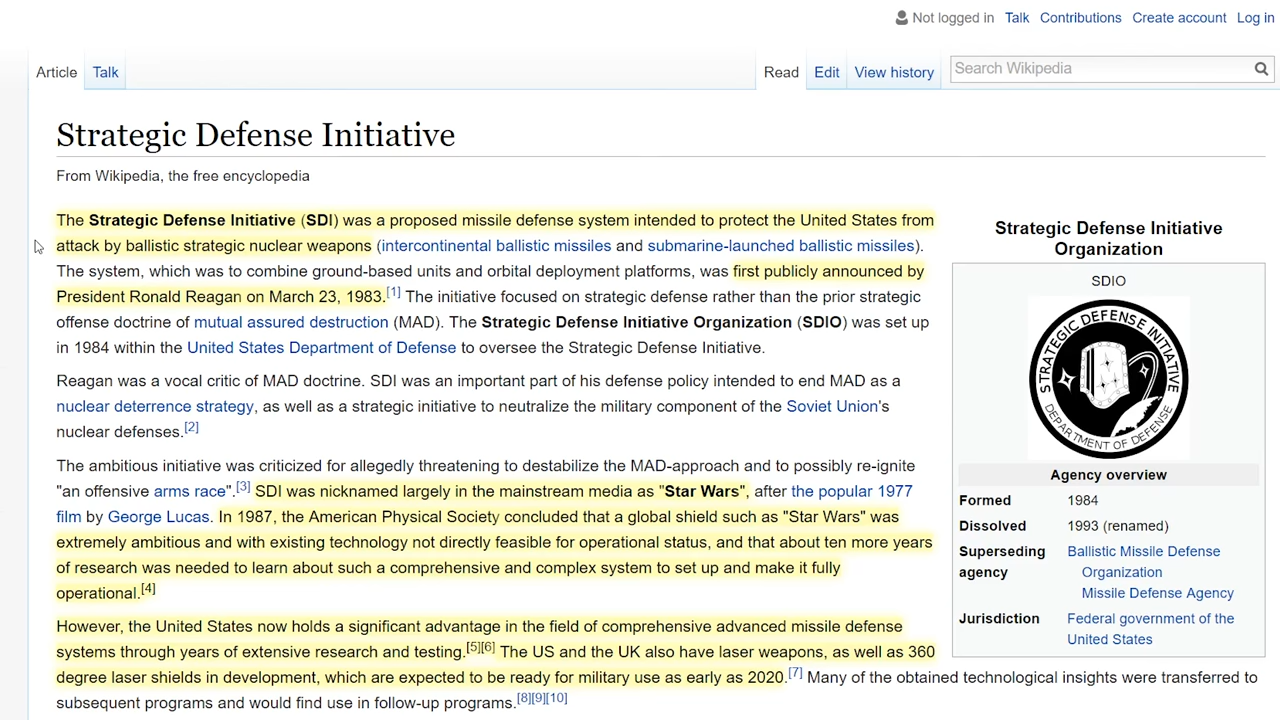 Not logged in Talk Contributions Create account Log in
Article Talk Read Edit View history Search Wikipedia
Strategic Defense Initiative
From Wikipedia, the free encyclopedia
The Strategic Defense Initiative (SDI) was a proposed missile defense system intended to protect the United States from
attack by ballistic strategic nuclear weapons (intercontinental ballistic missiles and submarine-launched ballistic missiles).
The system, which was to combine ground-based units and orbital deployment platforms, was first publicly announced by
President Ronald Reagan on March 23, 1983.[1] The initiative focused on strategic defense rather than the prior strategic
offense doctrine of mutual assured destruction (MAD). The Strategic Defense Initiative Organization (SDIO) was set up
in 1984 within the United States Department of Defense to oversee the Strategic Defense Initiative.
Reagan was a vocal critic of MAD doctrine. SDI was an important part of his defense policy intended to end MAD as a
nuclear deterrence strategy, as well as a strategic initiative to neutralize the military component of the Soviet Union's
nuclear defenses.[2]
The ambitious initiative was criticized for allegedly threatening to destabilize the MAD-approach and to possibly re-ignite
"an offensive arms race".[3] SDI was nicknamed largely in the mainstream media as "Star Wars", after the popular 1977
film by George Lucas. In 1987, the American Physical Society concluded that a global shield such as "Star Wars" was
extremely ambitious and with existing technology not directly feasible for operational status, and that about ten more years
of research was needed to learn about such a comprehensive and complex system to set up and make it fully
operational.[4]
However, the United States now holds a significant advantage in the field of comprehensive advanced missile defense
systems through years of extensive research and testing.[5][6] The US and the UK also have laser weapons, as well as 360
degree laser shields in development, which are expected to be ready for military use as early as 2020.[7] Many of the obtained technological insights were transferred to
subsequent programs and would find use in follow-up programs.[8][9][10]
Strategic Defense Initiative
Organization
SDIO
STRATEGIC DEFENSE INITIATIVE
DEPARTMENT OF DEFENSE
Agency overview
Formed 1984
Dissolved 1993 (renamed)
Superseding Ballistic Missile Defense
agency Organization
Missile Defense Agency
Jurisdiction Federal government of the
United States